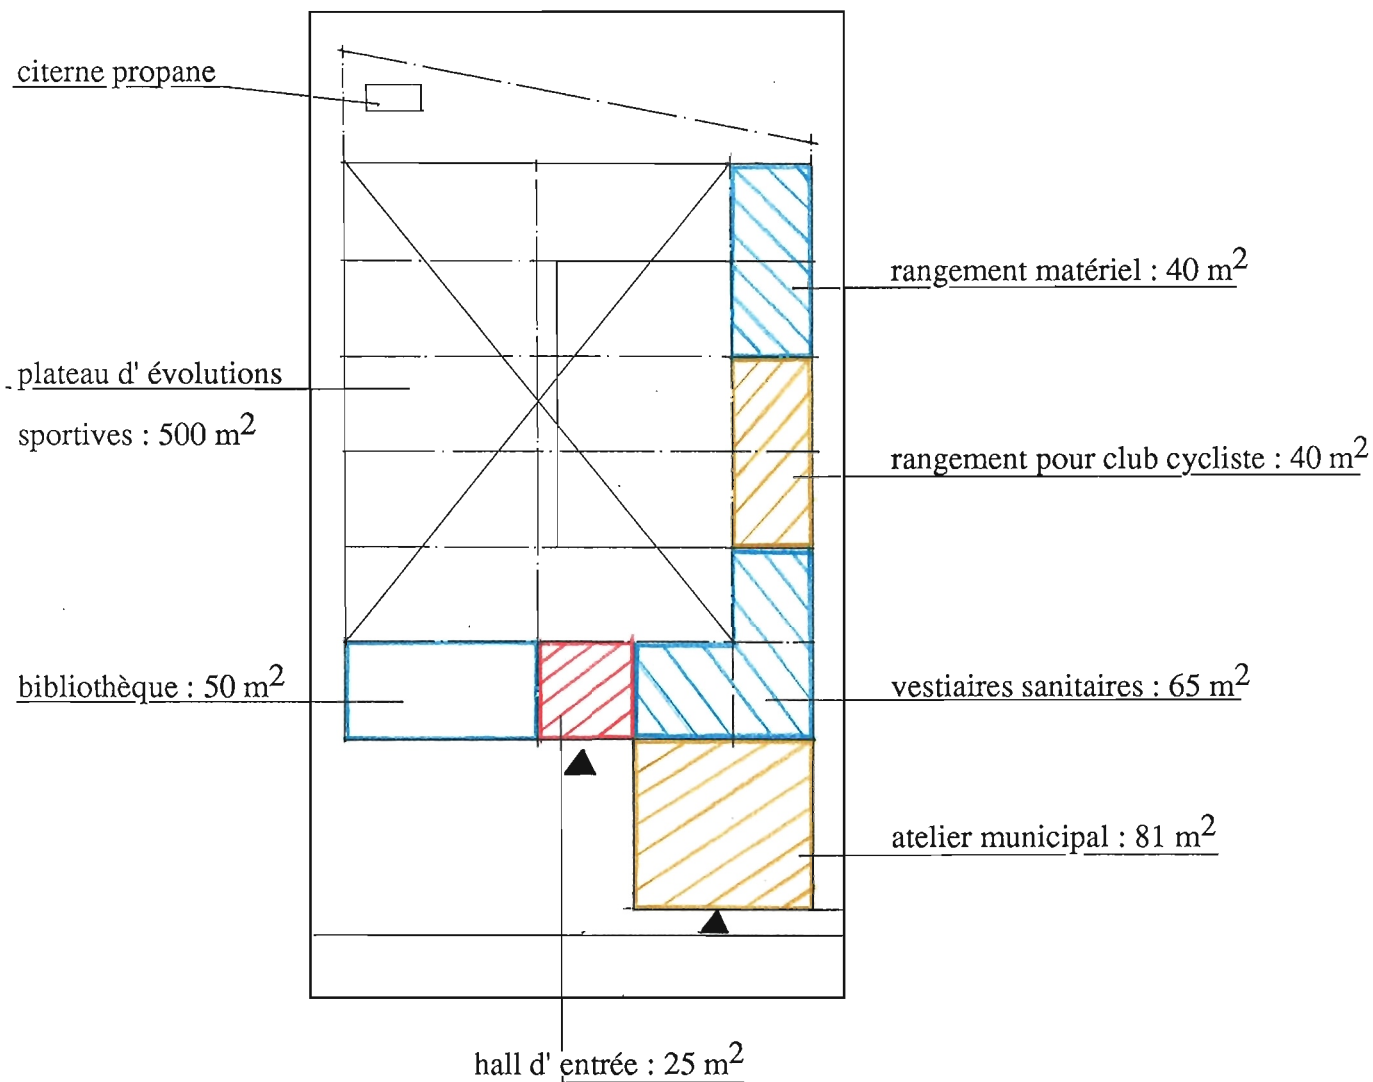 citerne propane
rangement matériel : 40 m²
plateau d' évolutions
sportives : 500 m²
rangement pour club cycliste : 40 m²
bibliothèque : 50 m²
vestiaires sanitaires : 65 m²
atelier municipal : 81 m²
hall d' entrée : 25 m²